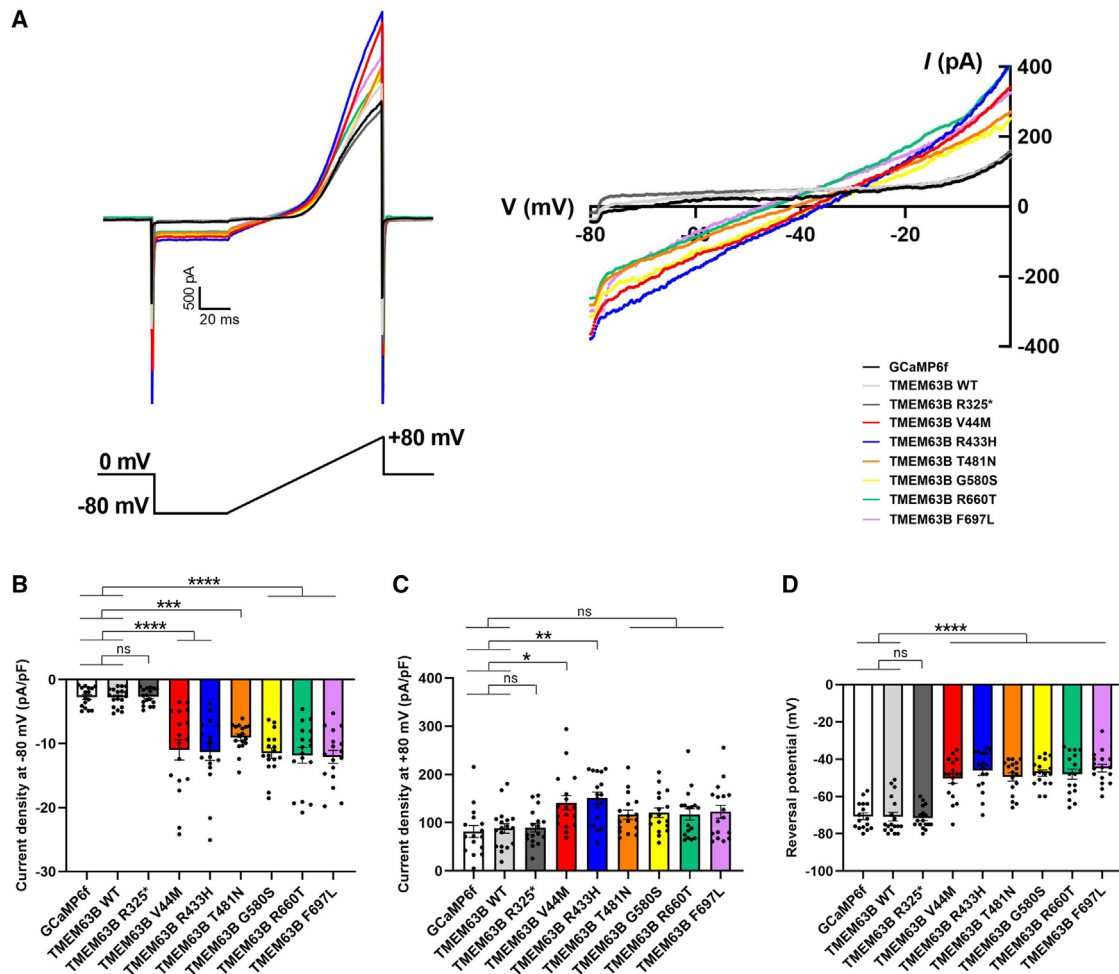 A
500 pA
20 ms
0 mV
-80 mV
+80 mV
I (pA)
400
200
0
-200
-400
V (mV)
-80
-60
-40
-20
GCaMP6f
TMEM63B WT
TMEM63B R325*
TMEM63B V44M
TMEM63B R433H
TMEM63B T481N
TMEM63B G580S
TMEM63B R660T
TMEM63B F697L
B
****
***
****
ns
Current density at -80 mV (pA/pF)
0
-10
-20
-30
GCaMP6f
TMEM63B WT
TMEM63B R325*
TMEM63B V44M
TMEM63B R433H
TMEM63B T481N
TMEM63B G580S
TMEM63B R660T
TMEM63B F697L
C
ns
**
*
ns
Current density at +80 mV (pA/pF)
400
300
200
100
0
GCaMP6f
TMEM63B WT
TMEM63B R325*
TMEM63B V44M
TMEM63B R433H
TMEM63B T481N
TMEM63B G580S
TMEM63B R660T
TMEM63B F697L
D
****
ns
Reversal potential (mV)
0
-20
-40
-60
-80
-100
GCaMP6f
TMEM63B WT
TMEM63B R325*
TMEM63B V44M
TMEM63B R433H
TMEM63B T481N
TMEM63B G580S
TMEM63B R660T
TMEM63B F697L